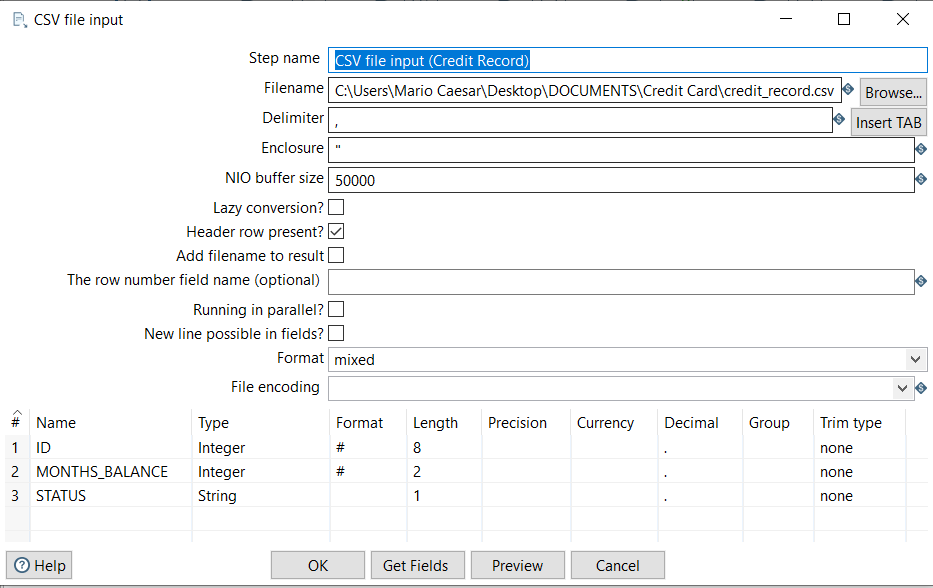 CSV file input
Step name CSV file input (Credit Record)
Filename C:\Users\Mario Caesar\Desktop\DOCUMENTS\Credit Card\credit_record.csv Browse...
Delimiter , Insert TAB
Enclosure "
NIO buffer size 50000
Lazy conversion?
Header row present?
Add filename to result
The row number field name (optional)
Running in parallel?
New line possible in fields?
Format mixed
File encoding
# Name Type Format Length Precision Currency Decimal Group Trim type
1 ID Integer # 8 . none
2 MONTHS_BALANCE Integer # 2 . none
3 STATUS String 1 . none
? Help OK Get Fields Preview Cancel